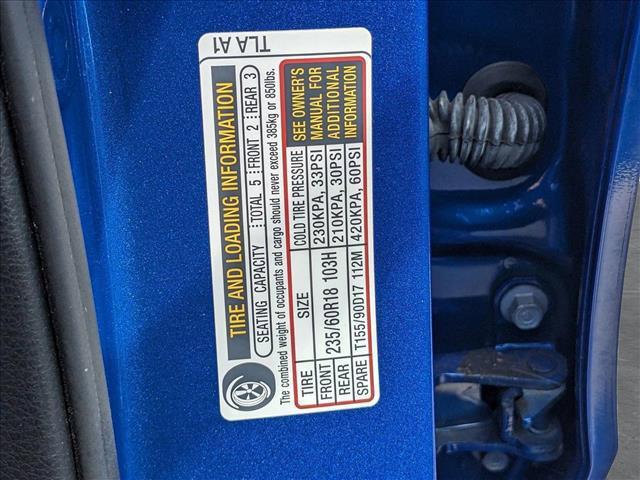 TLA A1
TIRE AND LOADING INFORMATION
SEATING CAPACITY TOTAL 5 FRONT 2 REAR 3
The combined weight of occupants and cargo should never exceed 385kg or 850lbs.
TIRE SIZE COLD TIRE PRESSURE SEE OWNER'S MANUAL FOR ADDITIONAL INFORMATION
FRONT 235/60R18 103H 230KPA, 33PSI
REAR 210KPA, 30PSI
SPARE T155/90D17 112M 420KPA, 60PSI